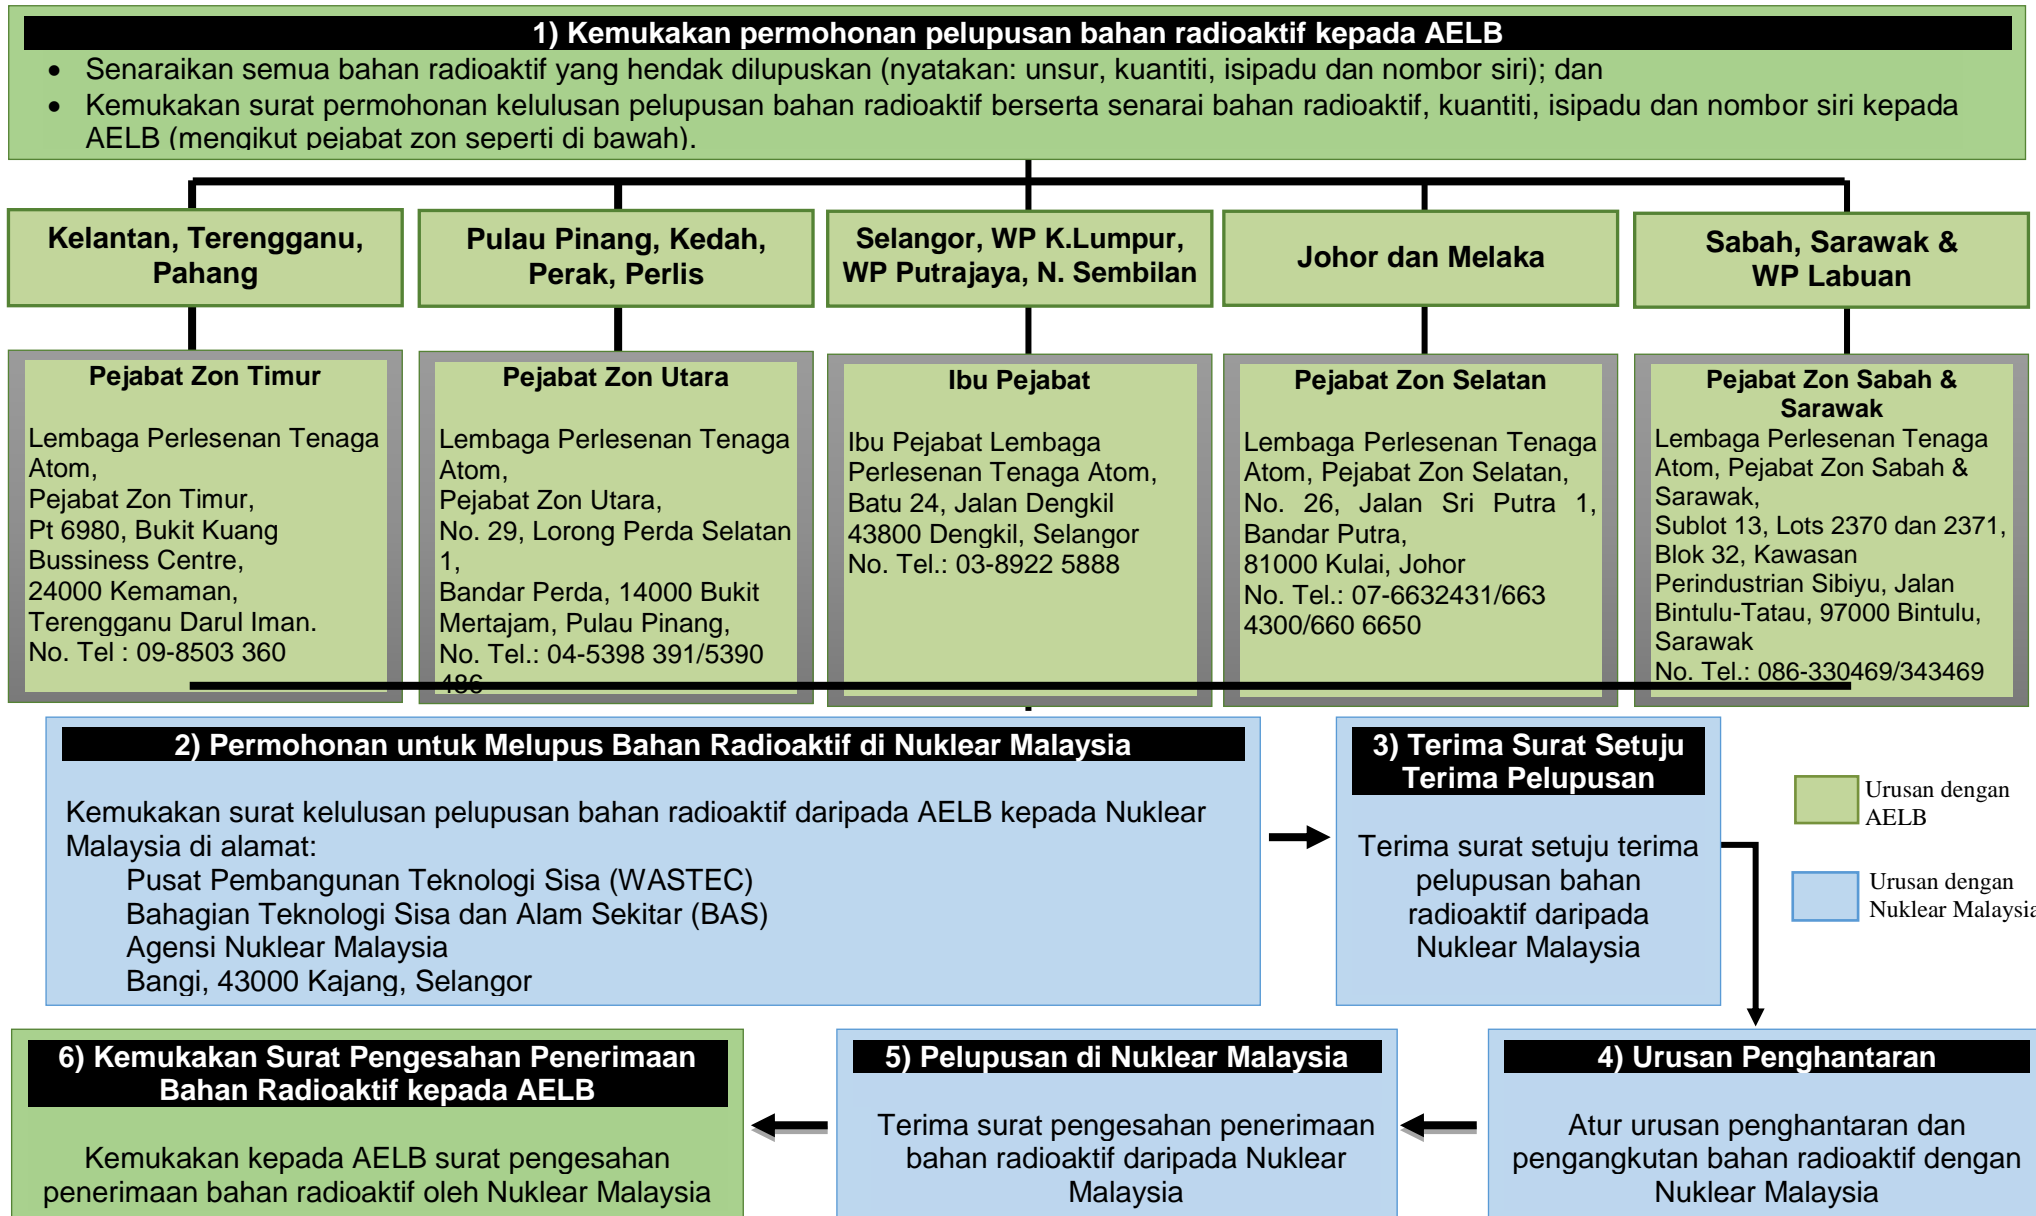 1) Kemukakan permohonan pelupusan bahan radioaktif kepada AELB
• Senaraikan semua bahan radioaktif yang hendak dilupuskan (nyatakan: unsur, kuantiti, isipadu dan nombor siri); dan
• Kemukakan surat permohonan kelulusan pelupusan bahan radioaktif berserta senarai bahan radioaktif, kuantiti, isipadu dan nombor siri kepada
AELB (mengikut pejabat zon seperti di bawah).
Kelantan, Terengganu,
Pahang
Pulau Pinang, Kedah,
Perak, Perlis
Selangor, WP K.Lumpur,
WP Putrajaya, N. Sembilan
Johor dan Melaka
Sabah, Sarawak &
WP Labuan
Pejabat Zon Timur
Lembaga Perlesenan Tenaga
Atom,
Pejabat Zon Timur,
Pt 6980, Bukit Kuang
Bussiness Centre,
24000 Kemaman,
Terengganu Darul Iman.
No. Tel : 09-8503 360
Pejabat Zon Utara
Lembaga Perlesenan Tenaga
Atom,
Pejabat Zon Utara,
No. 29, Lorong Perda Selatan
1,
Bandar Perda, 14000 Bukit
Mertajam, Pulau Pinang,
No. Tel.: 04-5398 391/5390
486
Ibu Pejabat
Ibu Pejabat Lembaga
Perlesenan Tenaga Atom,
Batu 24, Jalan Dengkil
43800 Dengkil, Selangor
No. Tel.: 03-8922 5888
Pejabat Zon Selatan
Lembaga Perlesenan Tenaga
Atom, Pejabat Zon Selatan,
No. 26, Jalan Sri Putra 1,
Bandar Putra,
81000 Kulai, Johor
No. Tel.: 07-6632431/663
4300/660 6650
Pejabat Zon Sabah &
Sarawak
Lembaga Perlesenan Tenaga
Atom, Pejabat Zon Sabah &
Sarawak,
Sublot 13, Lots 2370 dan 2371,
Blok 32, Kawasan
Perindustrian Sibiyu, Jalan
Bintulu-Tatau, 97000 Bintulu,
Sarawak
No. Tel.: 086-330469/343469
2) Permohonan untuk Melupus Bahan Radioaktif di Nuklear Malaysia
Kemukakan surat kelulusan pelupusan bahan radioaktif daripada AELB kepada Nuklear
Malaysia di alamat:
Pusat Pembangunan Teknologi Sisa (WASTEC)
Bahagian Teknologi Sisa dan Alam Sekitar (BAS)
Agensi Nuklear Malaysia
Bangi, 43000 Kajang, Selangor
3) Terima Surat Setuju
Terima Pelupusan
Terima surat setuju terima
pelupusan bahan
radioaktif daripada
Nuklear Malaysia
Urusan dengan
AELB
Urusan dengan
Nuklear Malaysia
6) Kemukakan Surat Pengesahan Penerimaan
Bahan Radioaktif kepada AELB
Kemukakan kepada AELB surat pengesahan
penerimaan bahan radioaktif oleh Nuklear Malaysia
5) Pelupusan di Nuklear Malaysia
Terima surat pengesahan penerimaan
bahan radioaktif daripada Nuklear
Malaysia
4) Urusan Penghantaran
Atur urusan penghantaran dan
pengangkutan bahan radioaktif dengan
Nuklear Malaysia